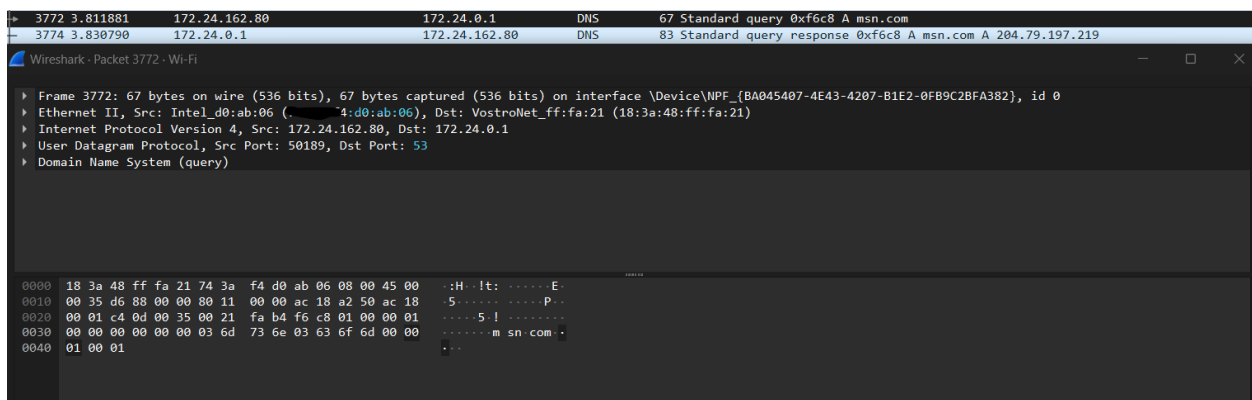 3772 3.811881 172.24.162.80 172.24.0.1 DNS 67 Standard query 0xf6c8 A msn.com
3774 3.830790 172.24.0.1 172.24.162.80 DNS 83 Standard query response 0xf6c8 A msn.com A 204.79.197.219
Wireshark · Packet 3772 · Wi-Fi
Frame 3772: 67 bytes on wire (536 bits), 67 bytes captured (536 bits) on interface \Device\NPF_{BA045407-4E43-4207-B1E2-0FB9C2BFA382}, id 0
Ethernet II, Src: Intel_d0:ab:06 (4:d0:ab:06), Dst: VostroNet_ff:fa:21 (18:3a:48:ff:fa:21)
Internet Protocol Version 4, Src: 172.24.162.80, Dst: 172.24.0.1
User Datagram Protocol, Src Port: 50189, Dst Port: 53
Domain Name System (query)
0000 18 3a 48 ff fa 21 74 3a f4 d0 ab 06 08 00 45 00 ·:H··!t: ······E·
0010 00 35 d6 88 00 00 80 11 00 00 ac 18 a2 50 ac 18 ·5······ ·····P··
0020 00 01 c4 0d 00 35 00 21 fa b4 f6 c8 01 00 00 01 ·····5·! ········
0030 00 00 00 00 00 00 03 6d 73 6e 03 63 6f 6d 00 00 ·······m sn·com··
0040 01 00 01 ···